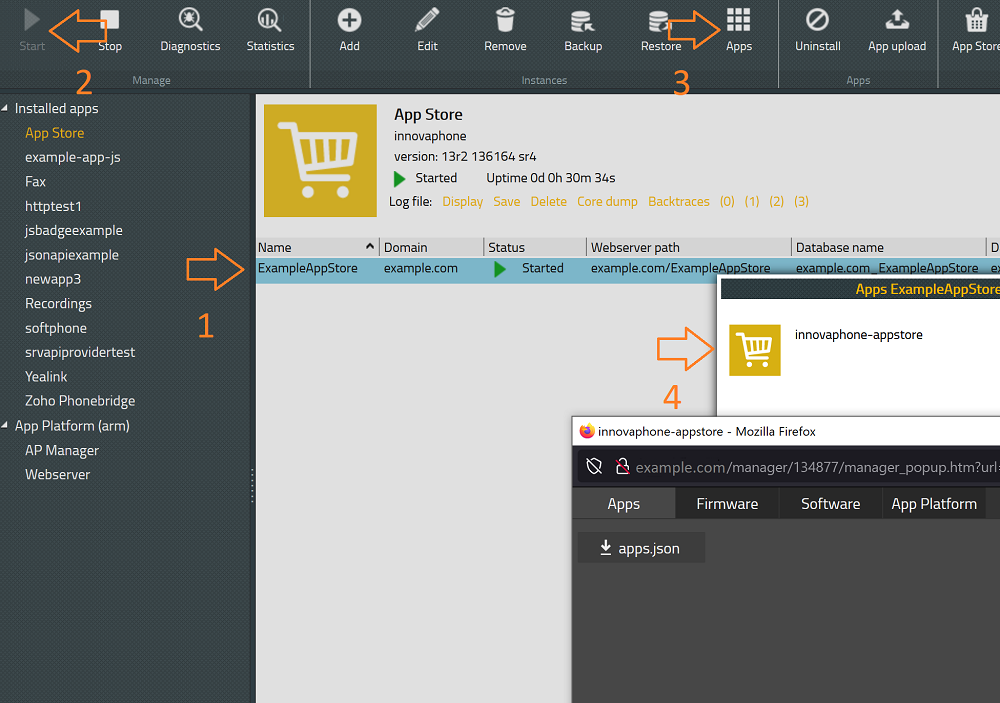 Start
Stop
Diagnostics
Statistics
Add
Edit
Remove
Backup
Restore
Apps
Uninstall
App upload
App Store
2
Manage
Instances
3
Apps
Installed apps
App Store
example-app-js
Fax
httptest1
jsbadgeexample
jsonapiexample
newapp3
Recordings
softphone
srvapiprovidertest
Yealink
Zoho Phonebridge
App Platform (arm)
AP Manager
Webserver
App Store
innovaphone
version: 13r2 136164 sr4
Started Uptime 0d 0h 30m 34s
Log file: Display Save Delete Core dump Backtraces (0) (1) (2) (3)
Name Domain Status Webserver path Database name D
ExampleAppStore example.com Started example.com/ExampleAppStore example.com_ExampleAppStore ex
1
Apps ExampleAppStore
innovaphone-appstore
4
innovaphone-appstore - Mozilla Firefox
example.com/manager/134877/manager_popup.htm?url=
Apps Firmware Software App Platform
apps.json